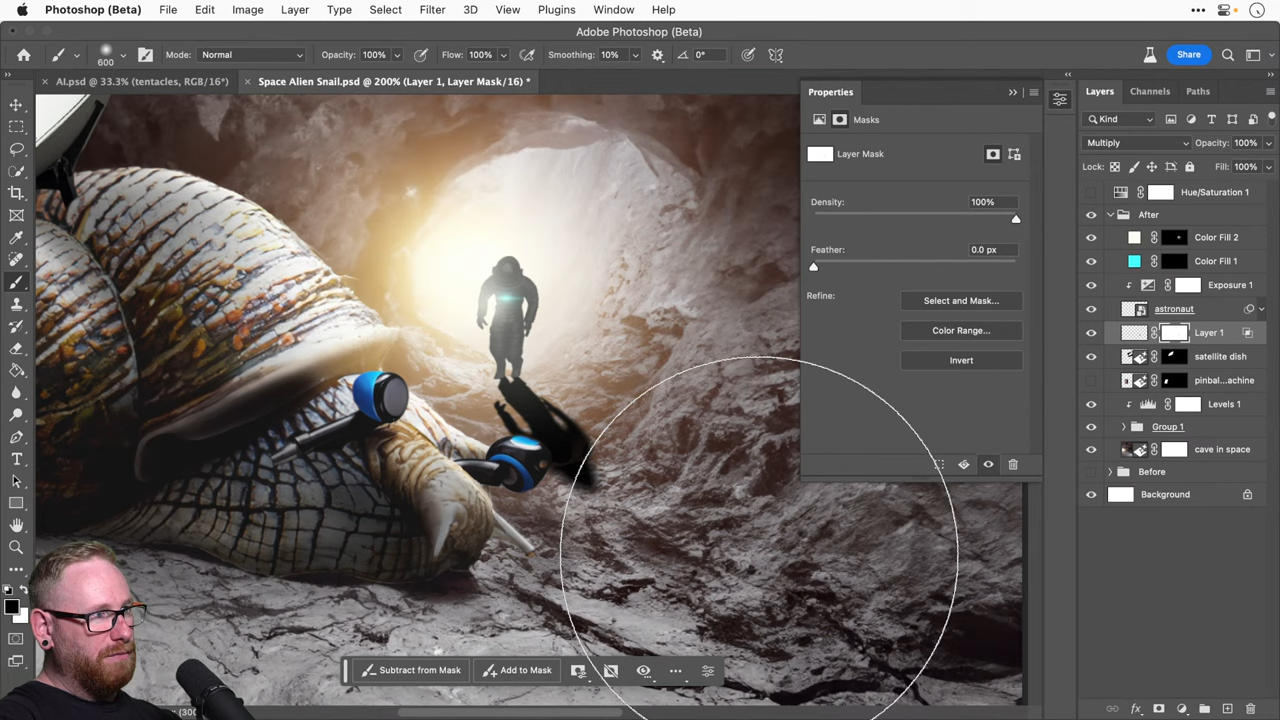 Photoshop (Beta) File Edit Image Layer Type Select Filter 3D View Plugins Window Help
Adobe Photoshop (Beta)
600 Mode: Normal Opacity: 100% Flow: 100% Smoothing: 10% 0° Share
AI.psd @ 33.3% (tentacles, RGB/16*) Space Alien Snail.psd @ 200% (Layer 1, Layer Mask/16) *
Properties
Masks
Layer Mask
Density: 100%
Feather: 0.0 px
Refine: Select and Mask...
Color Range...
Invert
Layers Channels Paths
Kind
Multiply Opacity: 100%
Lock: Fill: 100%
Hue/Saturation 1
After
Color Fill 2
Color Fill 1
Exposure 1
astronaut
Layer 1
satellite dish
pinbal...achine
Levels 1
Group 1
cave in space
Before
Background
Subtract from Mask Add to Mask
fx